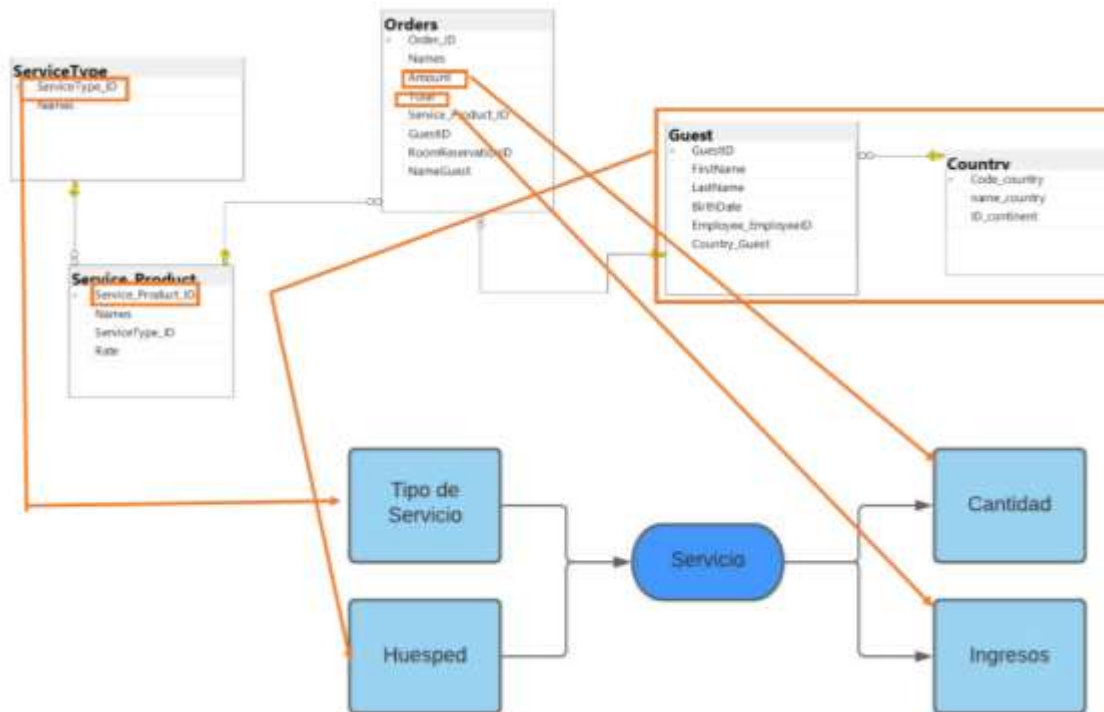 Orders
Order_ID
Names
Amount
Total
Service_Product_ID
GuestID
RoomReservationID
NameGuest
ServiceType
ServiceType_ID
Names
Guest
GuestID
FirstName
LastName
BirthDate
Employee_EmployeeID
Country_Guest
Country
Code_country
name_country
ID_continent
Service_Product
Service_Product_ID
Names
ServiceType_ID
Rate
Tipo de
Servicio
Cantidad
Servicio
Huesped
Ingresos